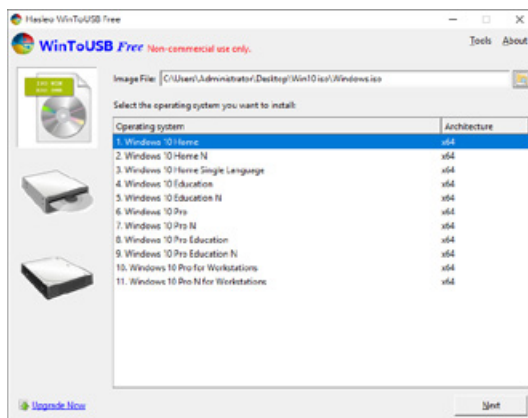 Hasleo WinToUSB Free
WinToUSB Free Non-commercial use only.
Tools About
Image File: C:\Users\Administrator\Desktop\Win10 iso\Windows.iso
Select the operating system you want to install:
Operating system Architecture
1. Windows 10 Home x64
2. Windows 10 Home N x64
3. Windows 10 Home Single Language x64
4. Windows 10 Education x64
5. Windows 10 Education N x64
6. Windows 10 Pro x64
7. Windows 10 Pro N x64
8. Windows 10 Pro Education x64
9. Windows 10 Pro Education N x64
10. Windows 10 Pro for Workstations x64
11. Windows 10 Pro N for Workstations x64
Upgrade Now
Next